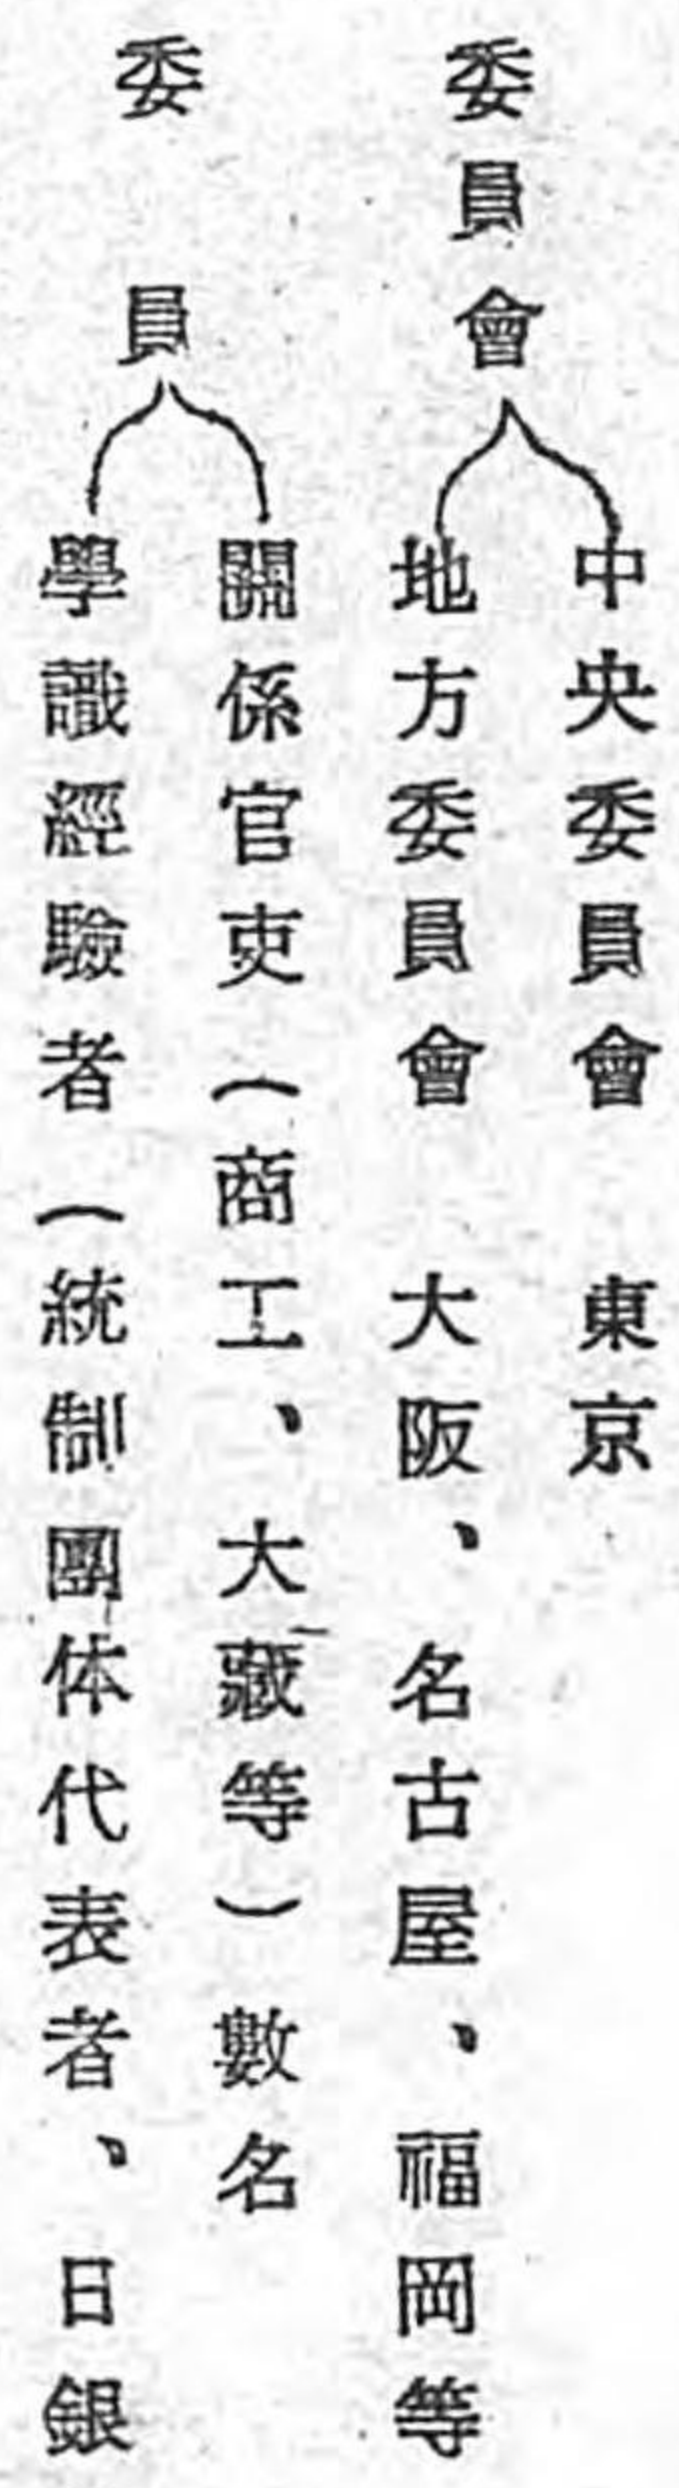 委員會
中央委員會　東京
地方委員會　大阪、名古屋、福岡等
委　員
關係官吏（商工、大藏等）數名
學識經驗者（統制團体代表者、日銀